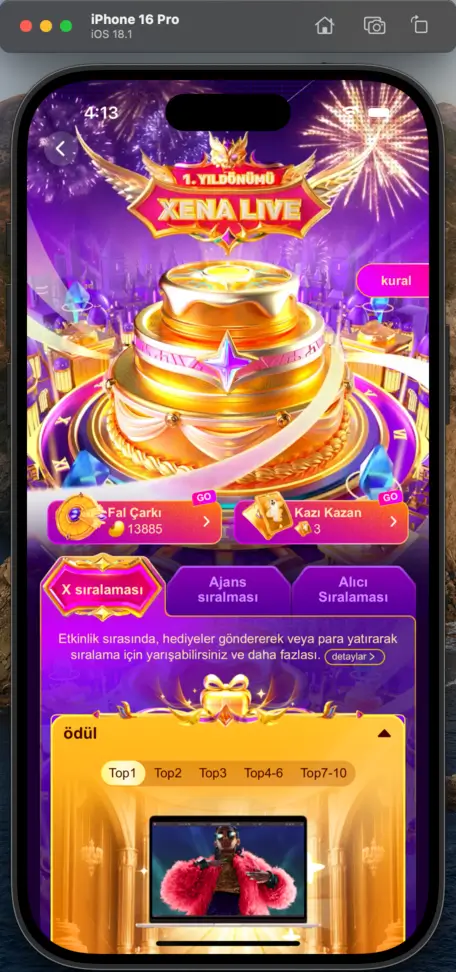 iPhone 16 Pro
iOS 18.1
4:13
1. YILDÖNÜMÜ
XENA LIVE
kural
GO
Fal Çarkı
13885
GO
Kazı Kazan
3
X sıralaması
Ajans
sıralması
Alıcı
Sıralaması
Etkinlik sırasında, hediyeler göndererek veya para yatırarak
sıralama için yarışabilirsiniz ve daha fazlası. detaylar >
ödül
Top1 Top2 Top3 Top4-6 Top7-10